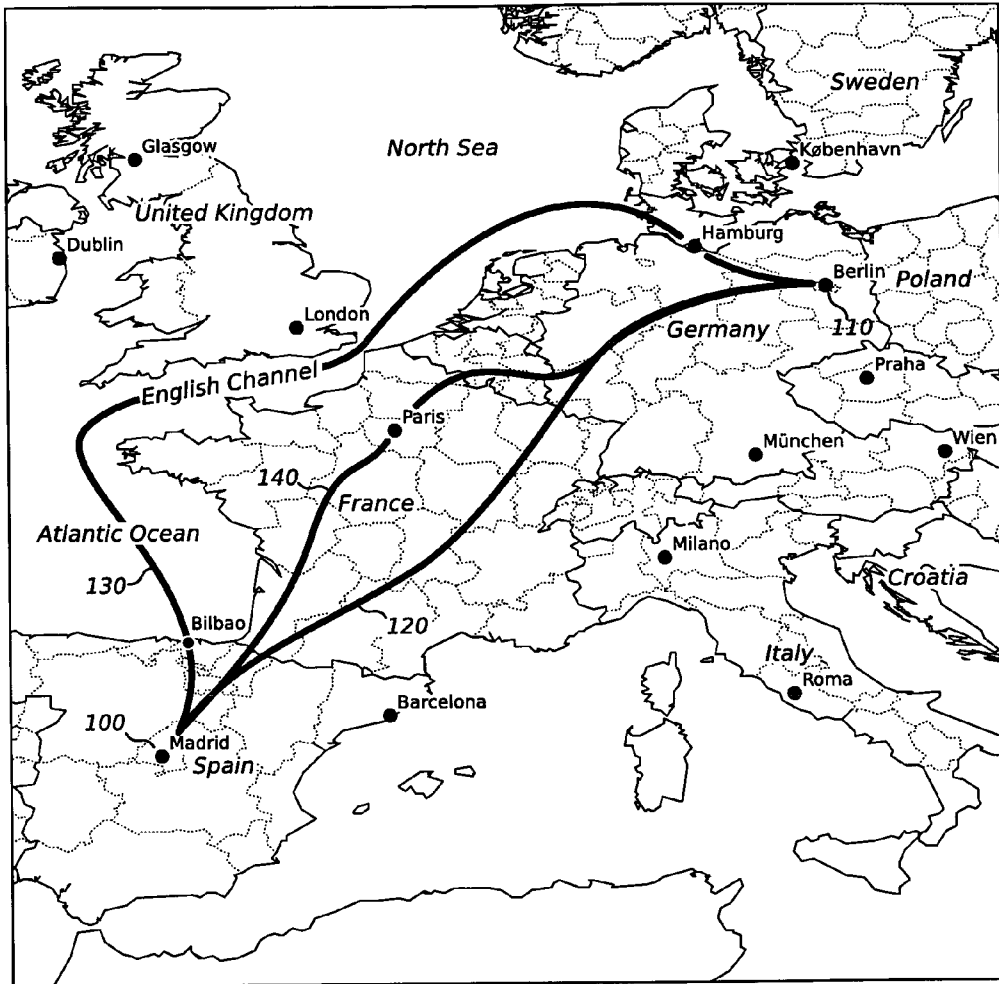 Sweden
North Sea
Glasgow
København
United Kingdom
Dublin
Hamburg
Berlin
Poland
London
Germany
110
English Channel
Praha
Paris
München
Wien
140
France
Atlantic Ocean
Milano
130
Croatia
Bilbao
120
Italy
Roma
Barcelona
100
Madrid
Spain